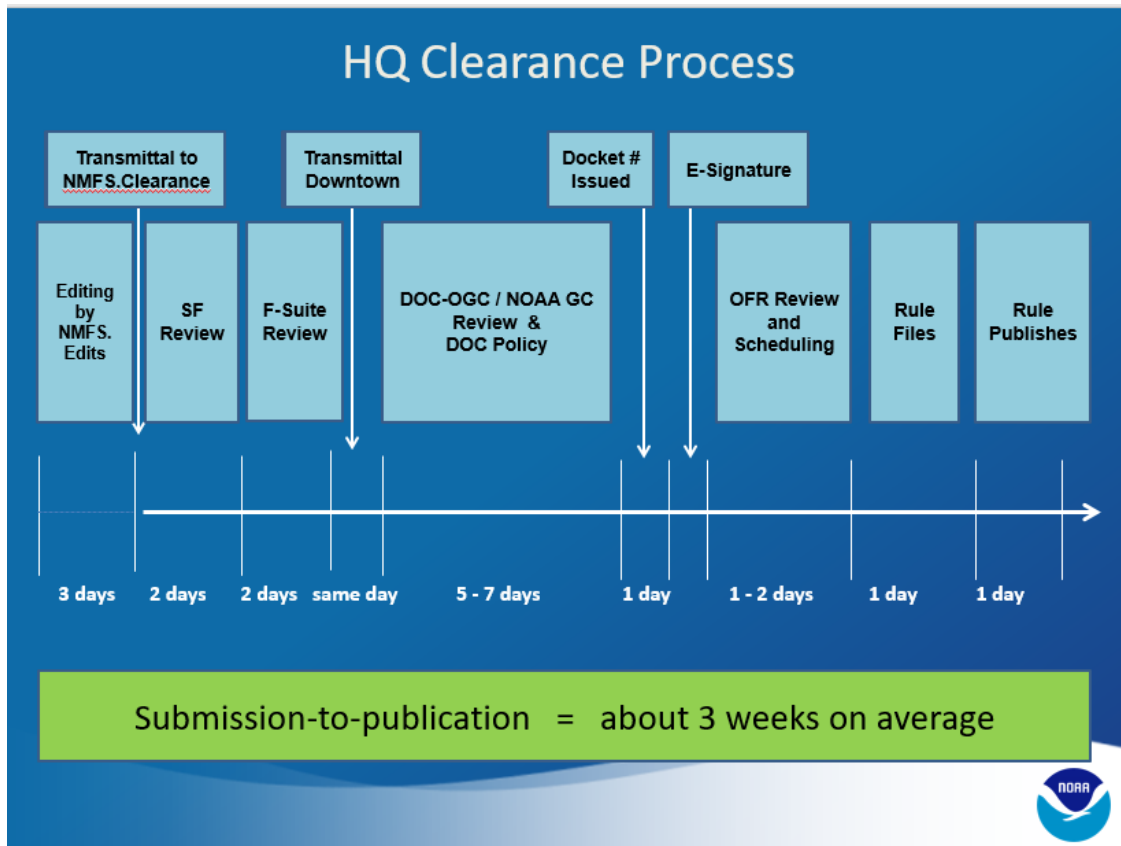 HQ Clearance Process
Transmittal to
NMFS.Clearance
Transmittal
Downtown
Docket #
Issued
E-Signature
Editing
by
NMFS.
Edits
SF
Review
F-Suite
Review
DOC-OGC / NOAA GC
Review &
DOC Policy
OFR Review
and
Scheduling
Rule
Files
Rule
Publishes
3 days
2 days
2 days
same day
5 - 7 days
1 day
1 - 2 days
1 day
1 day
Submission-to-publication = about 3 weeks on average
NOAA